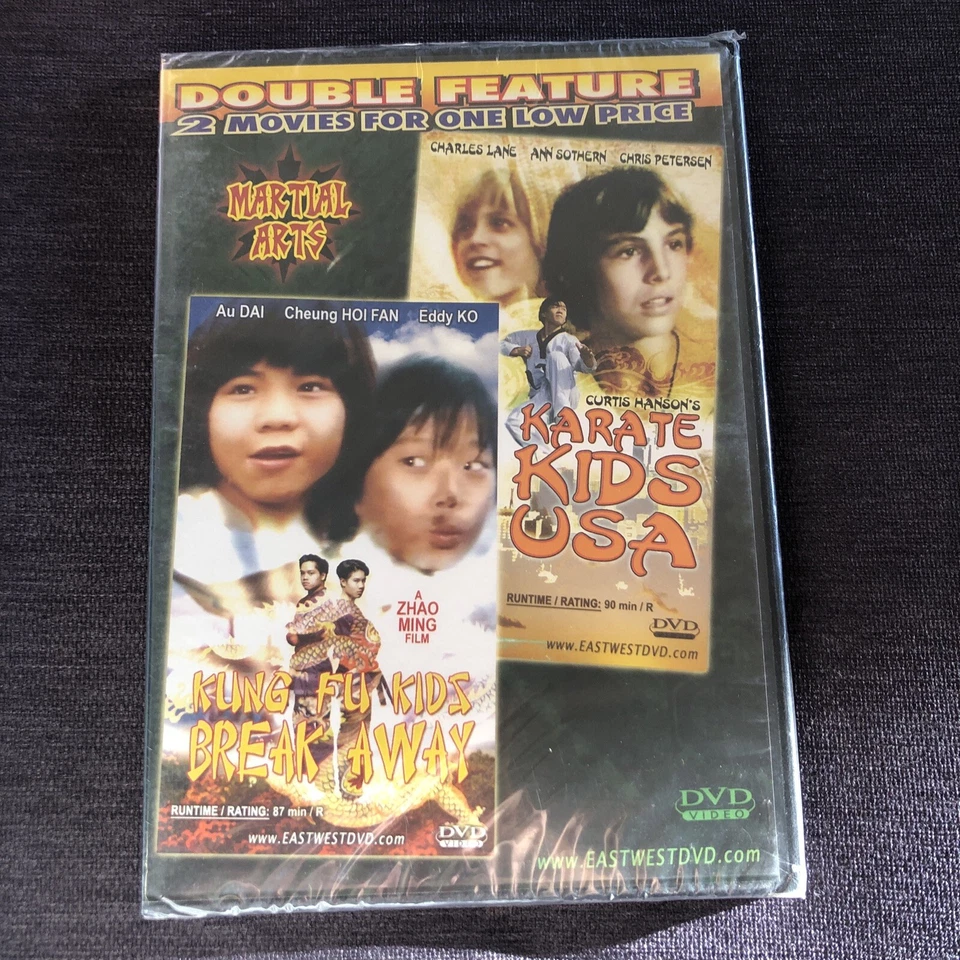 DOUBLE FEATURE
2 MOVIES FOR ONE LOW PRICE
MARTIAL
ARTS
CHARLES LANE ANN SOTHERN CHRIS PETERSEN
CURTIS HANSON'S
KARATE
KIDS
USA
RUNTIME / RATING: 90 min / R
DVD
www.EASTWESTDVD.com
Au DAI Cheung HOI FAN Eddy KO
A
ZHAO
MING
FILM
KUNG FU KIDS
BREAK AWAY
RUNTIME / RATING: 87 min / R
www.EASTWESTDVD.com
DVD
VIDEO
DVD
VIDEO
www.EASTWESTDVD.com